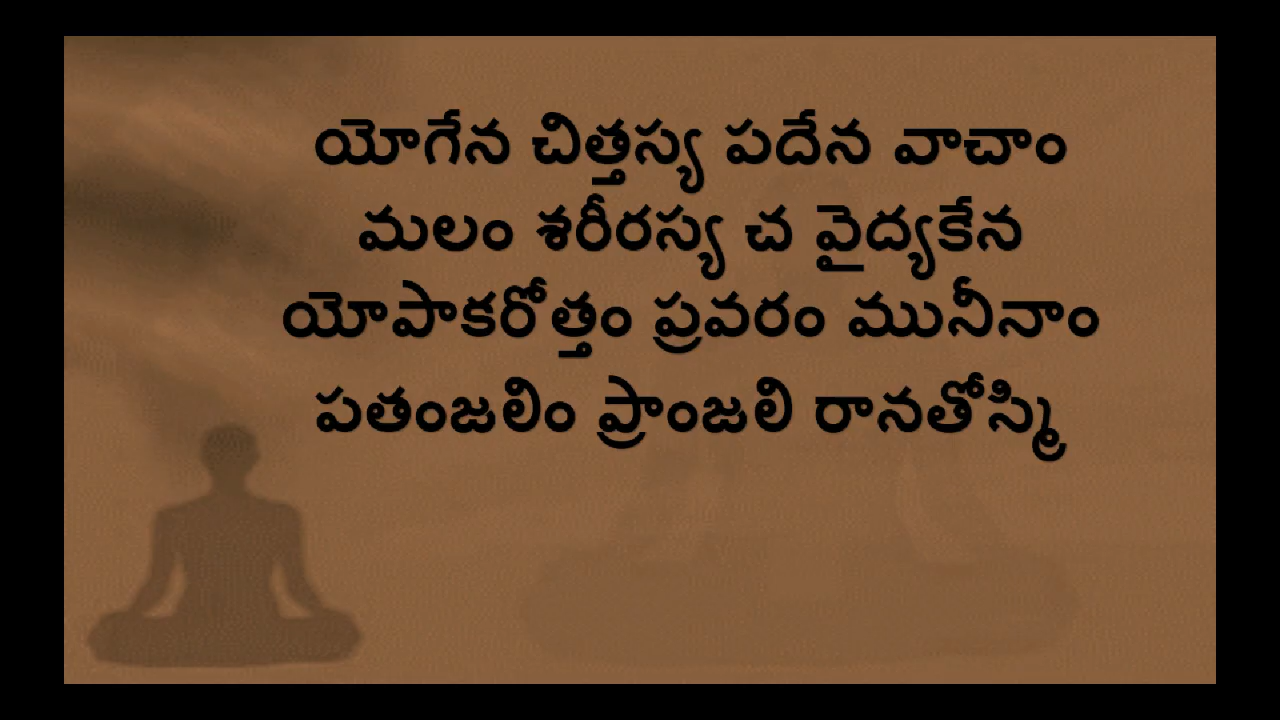 యోగేన చిత్తస్య పదేన వాచాం
మలం శరీరస్య చ వైద్యకేన
యోపాకరోత్తం ప్రవరం మునీనాం
పతంజలిం ప్రాంజలి రానతోస్మి